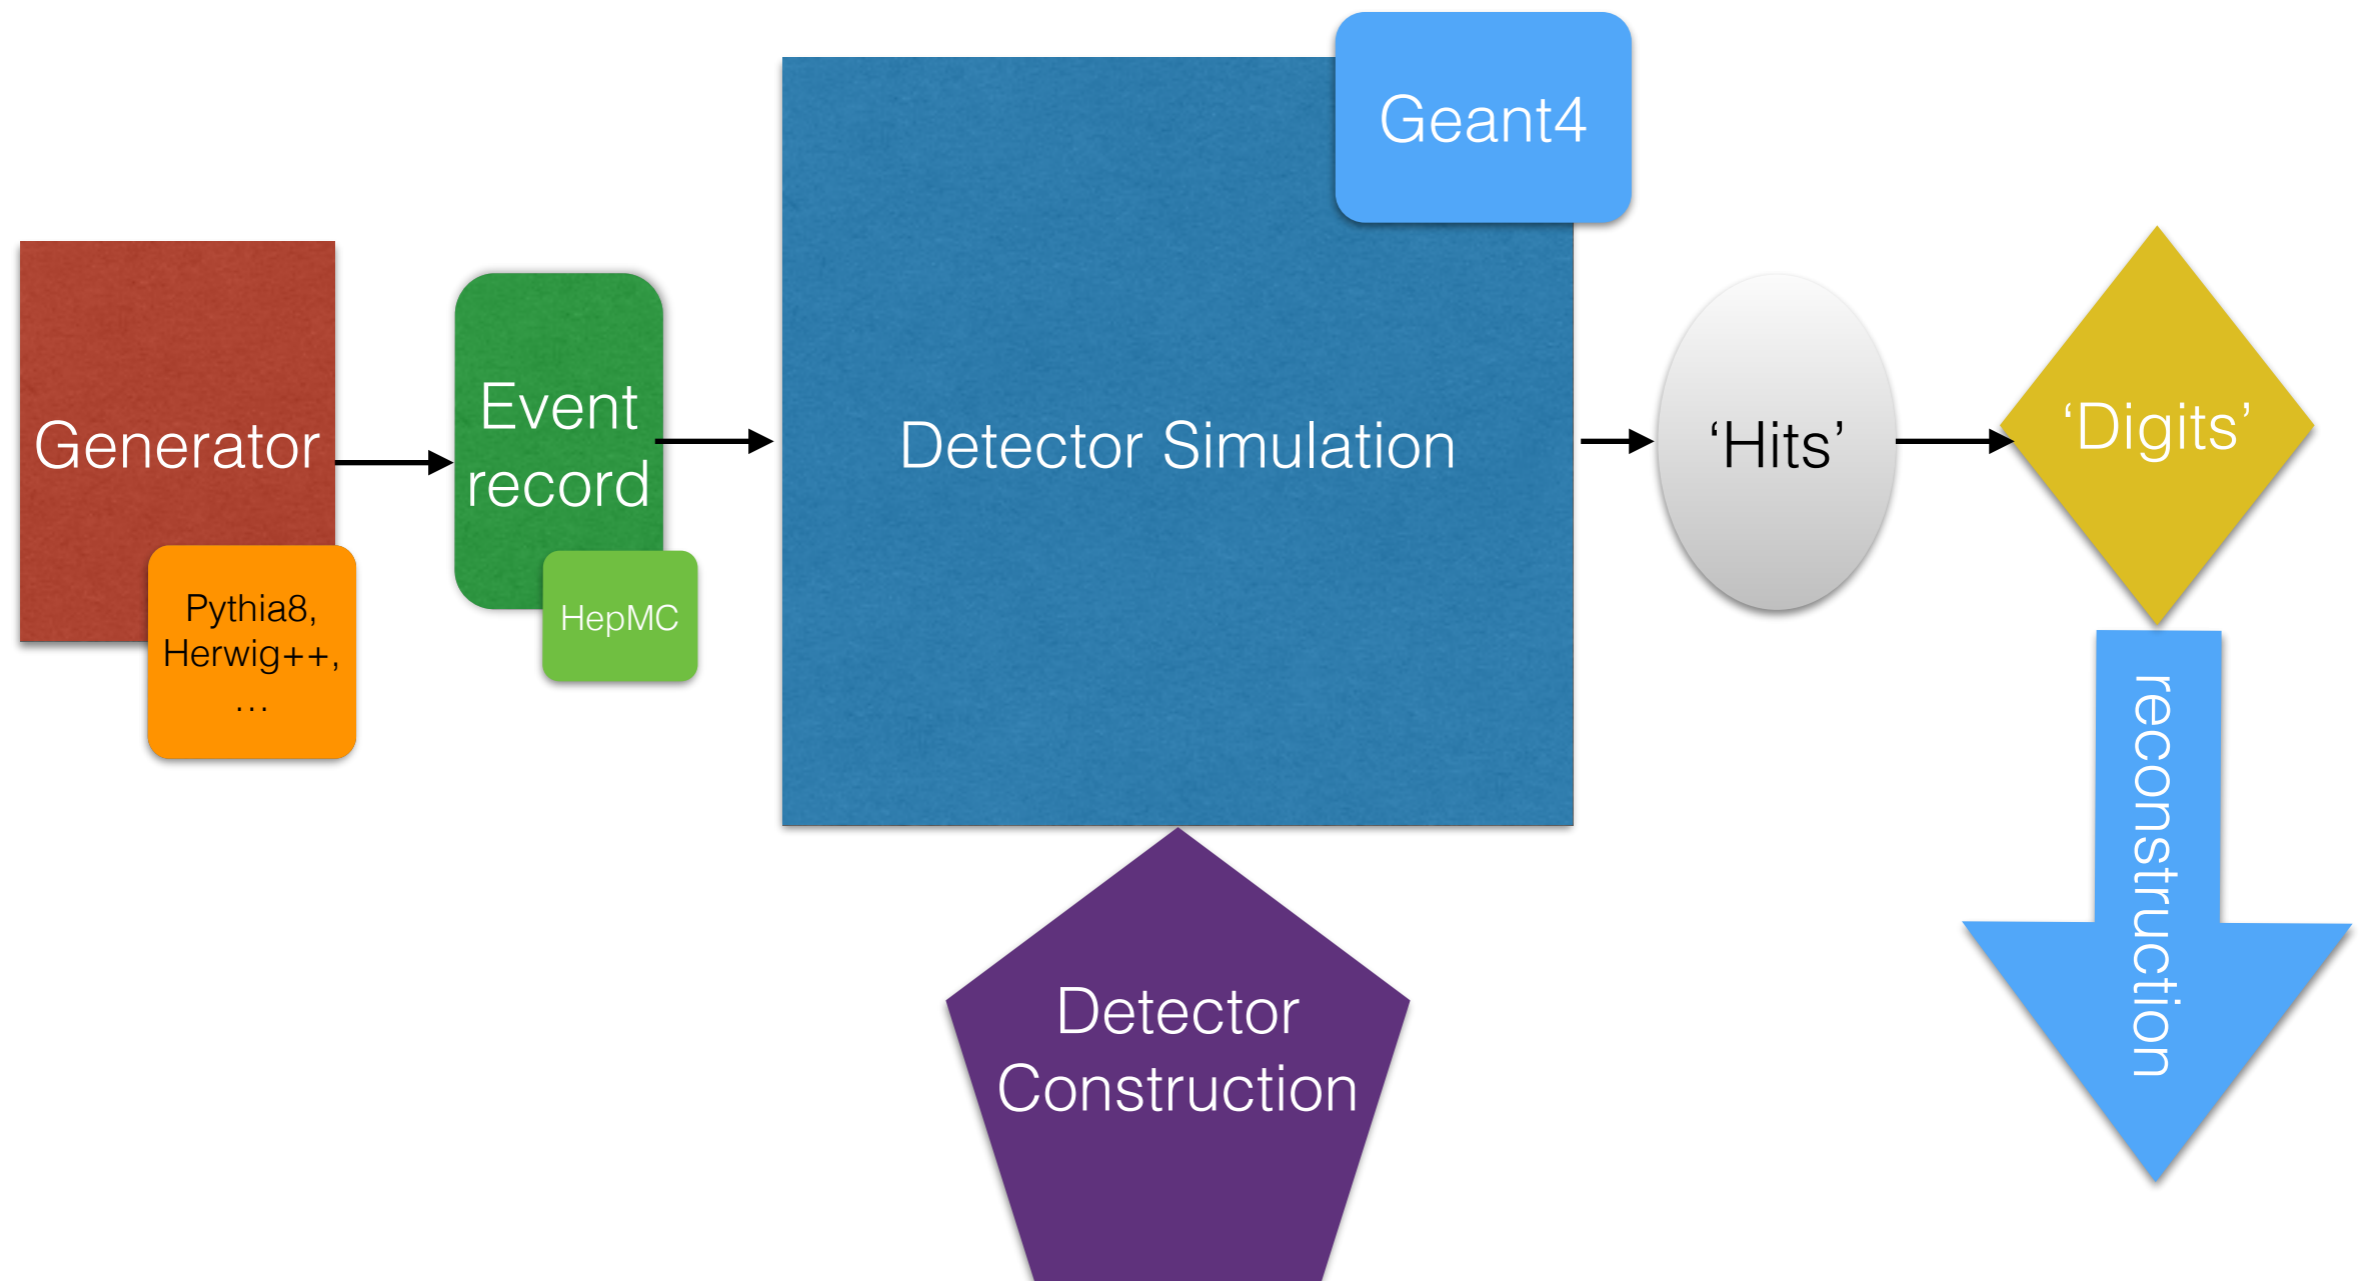 Geant4
Generator
Pythia8,
Herwig++,
…
Event
record
HepMC
Detector Simulation
‘Hits’
‘Digits’
reconstruction
Detector
Construction